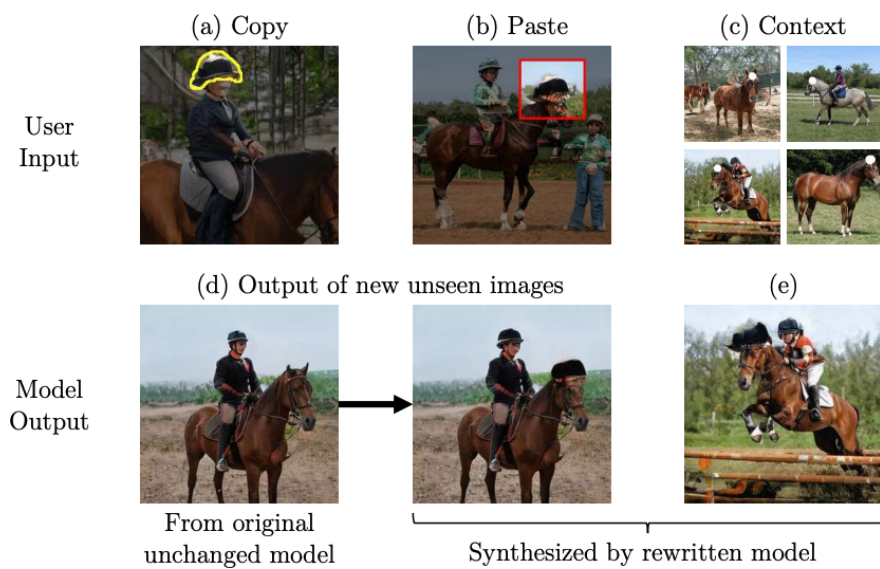 (a) Copy
(b) Paste
(c) Context
User
Input
(d) Output of new unseen images
(e)
Model
Output
From original
unchanged model
Synthesized by rewritten model